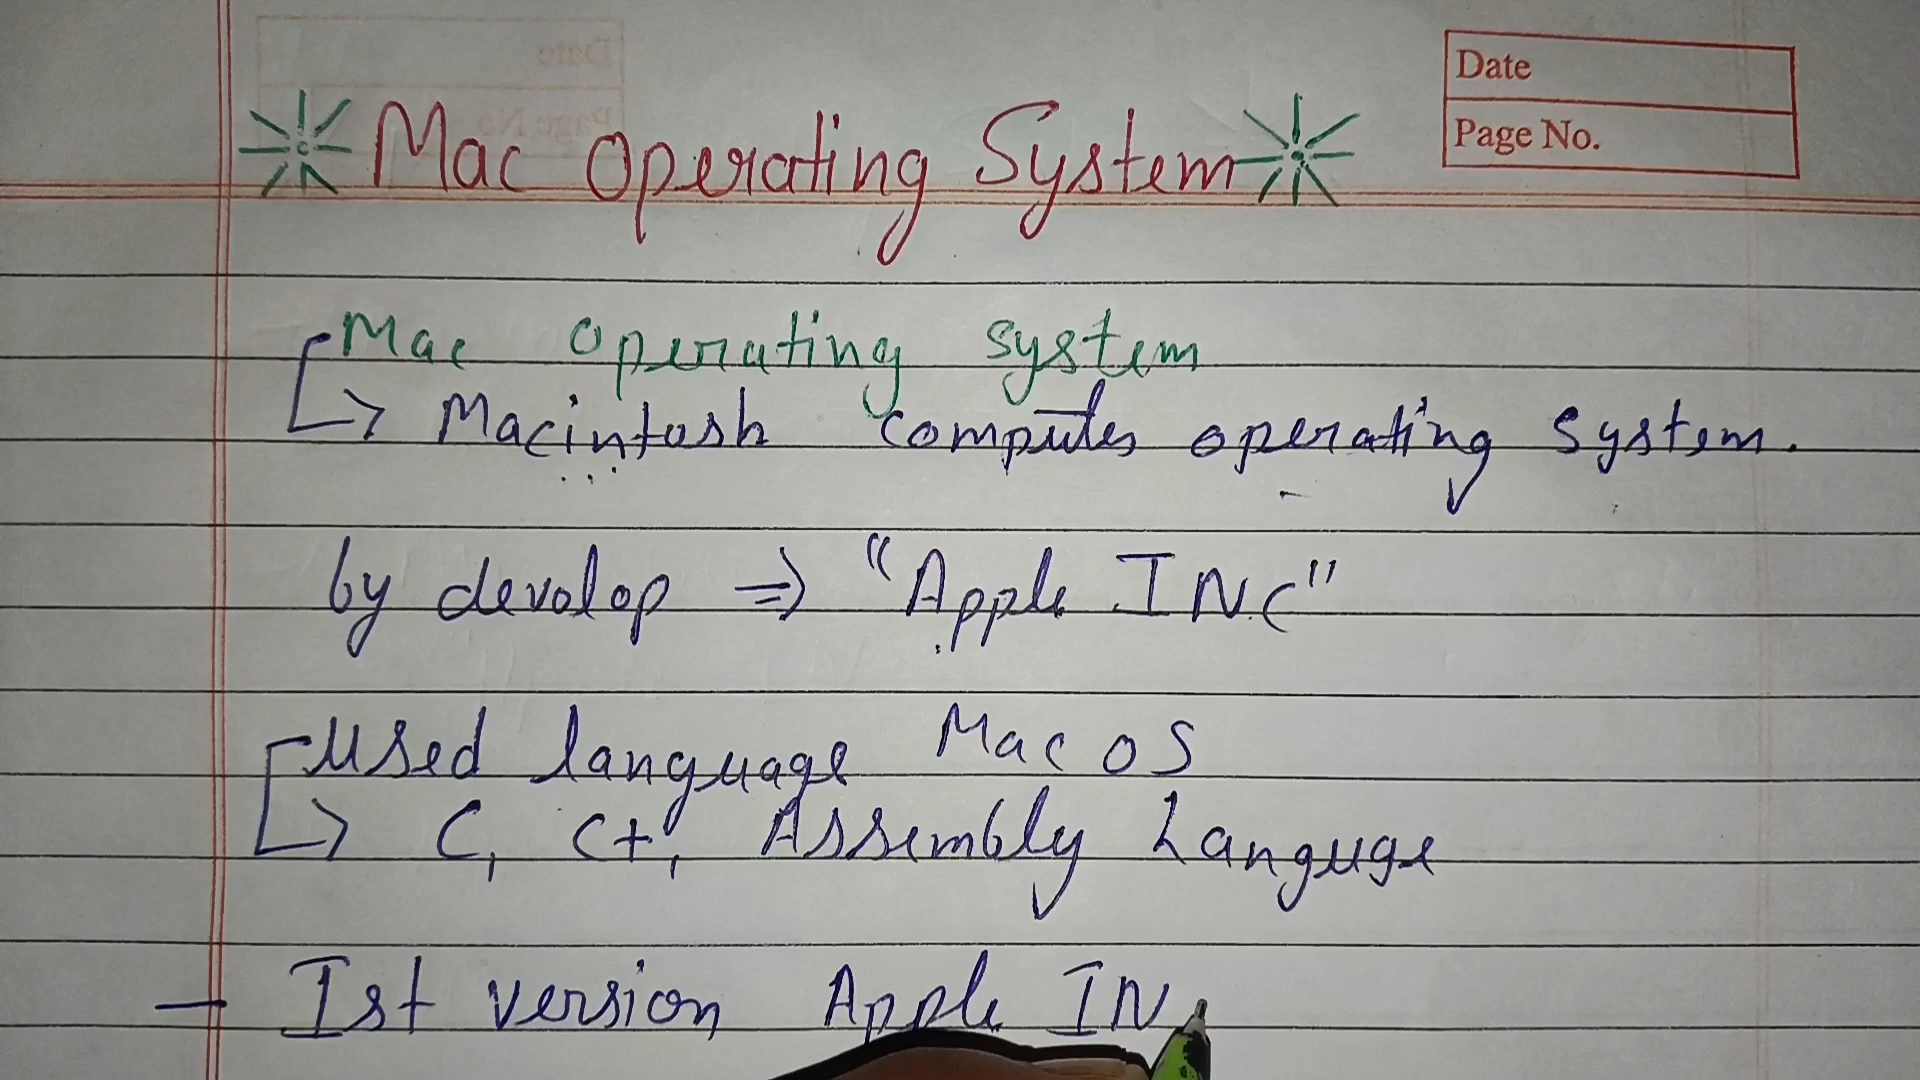 Date
Page No.
Mac operating System
Mac operating system
Macintosh Computer operating System.
by develop ⇒ "Apple INC"
Used language Mac OS
C, C++, Assembly Languge
Ist version Apple IN